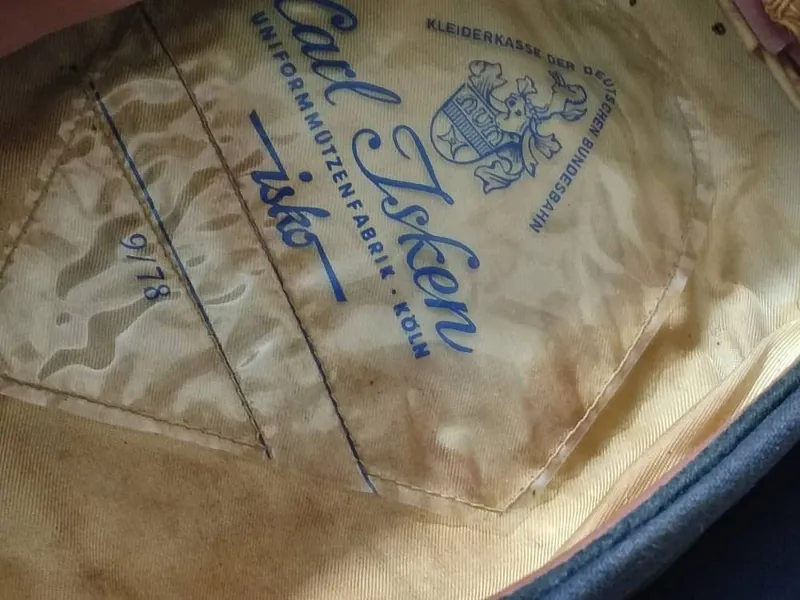 KLEIDERKASSE DER DEUTSCHEN BUNDESBAHN
Carl Isken
UNIFORMMÜTZENFABRIK · KÖLN
isko
9/78